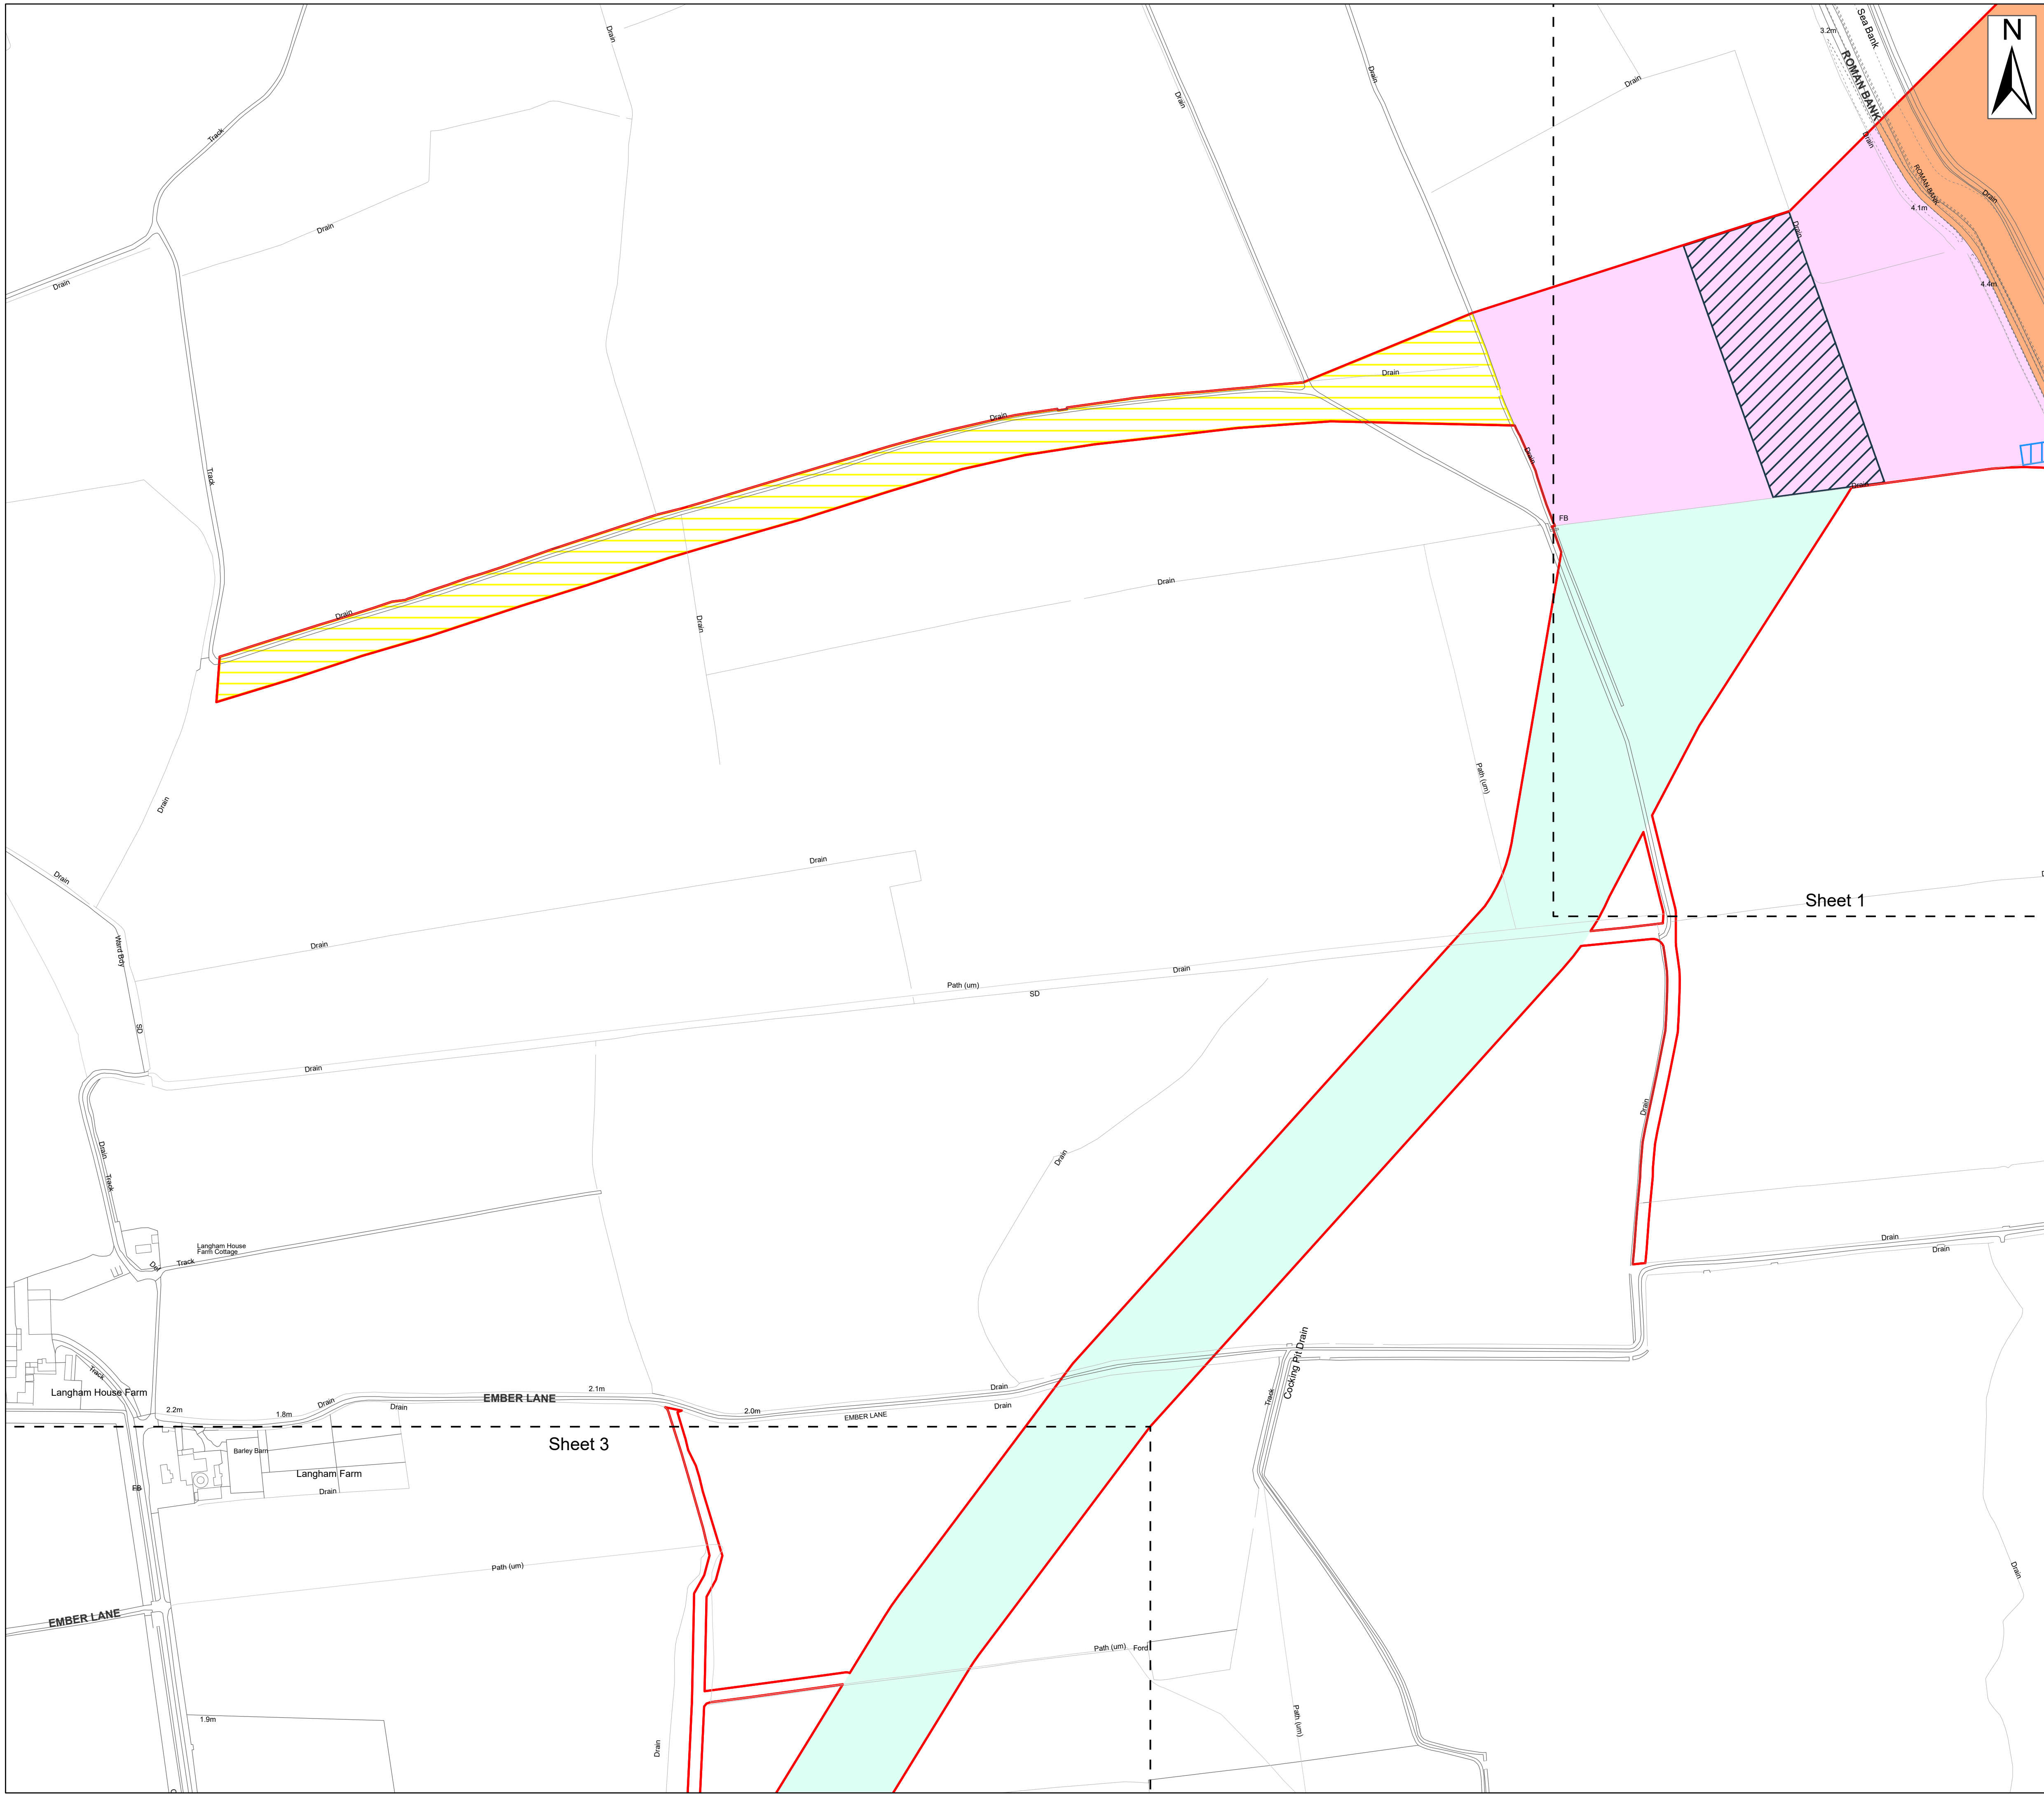 Sea Bank
N
3.2m
Drain
ROMAN BANK
Drain
Drain
Drain
Drain
Track
Drain
ROMAN BANK
Drain
4.1m
Drain
Drain
Drain
4.4m
Drain
Drain
Drain
Track
Drain
Drain
FB
Drain
Drain
Drain
Path (um)
Drain
Drain
Drain
Sheet 1
Ward Bdy
Drain
Drain
Path (um)
SD
SD
Drain
Drain
Drain
Drain
Track
Drain
Drain
Langham House
Farm Cottage
Def
Track
Cocking Pit Drain
Track
Langham House Farm
Track
2.2m
1.8m
Drain
Drain
EMBER LANE
2.1m
2.0m
EMBER LANE
Drain
Drain
Sheet 3
Barley Barn
Langham Farm
FB
Drain
Path (um)
Drain
EMBER LANE
Path (um)
Ford
1.9m
Drain
Path (um)